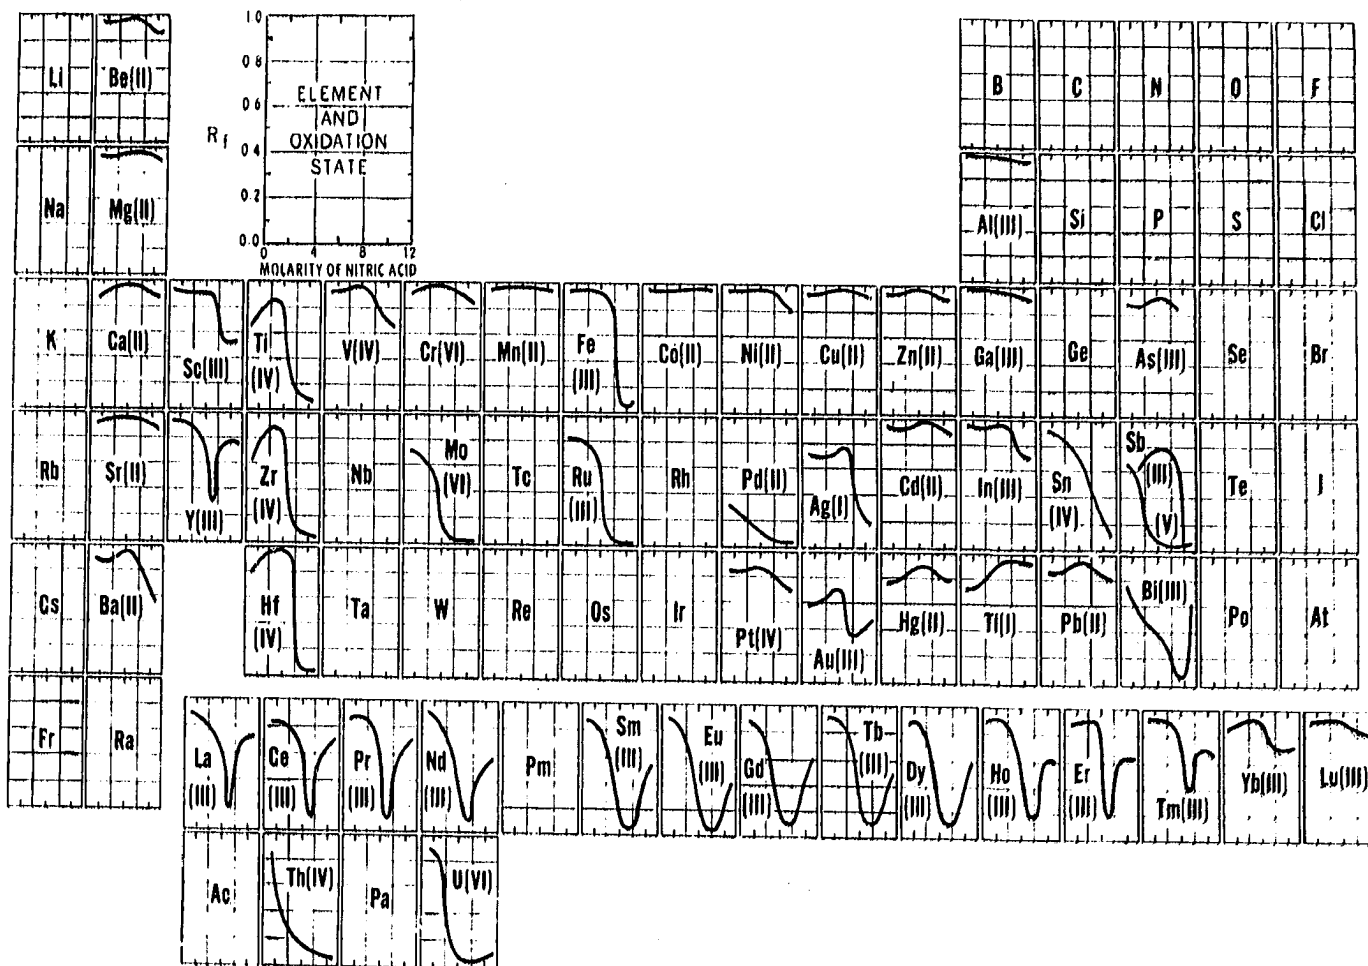 1.0
0.8
0.6
0.4
0.2
0.0
Rf
ELEMENT
AND
OXIDATION
STATE
0 4 8 12
MOLARITY OF NITRIC ACID
Li Be(II) B C N O F
Na Mg(II) Al(III) Si P S Cl
K Ca(II) Sc(III) Ti (IV) V(IV) Cr(VI) Mn(II) Fe (III) Co(II) Ni(II) Cu(II) Zn(II) Ga(III) Ge As(III) Se Br
Rb Sr(II) Y(III) Zr (IV) Nb Mo (VI) Tc Ru (III) Rh Pd(II) Ag(I) Cd(II) In(III) Sn (IV) Sb (III) (V) Te I
Cs Ba(II) Hf (IV) Ta W Re Os Ir Pt(IV) Au(III) Hg(II) Tl(I) Pb(II) Bi(III) Po At
Fr Ra
La (III) Ce (III) Pr (III) Nd (III) Pm Sm (III) Eu (III) Gd (III) Tb (III) Dy (III) Ho (III) Er (III) Tm(III) Yb(III) Lu(III)
Ac Th(IV) Pa U(VI)